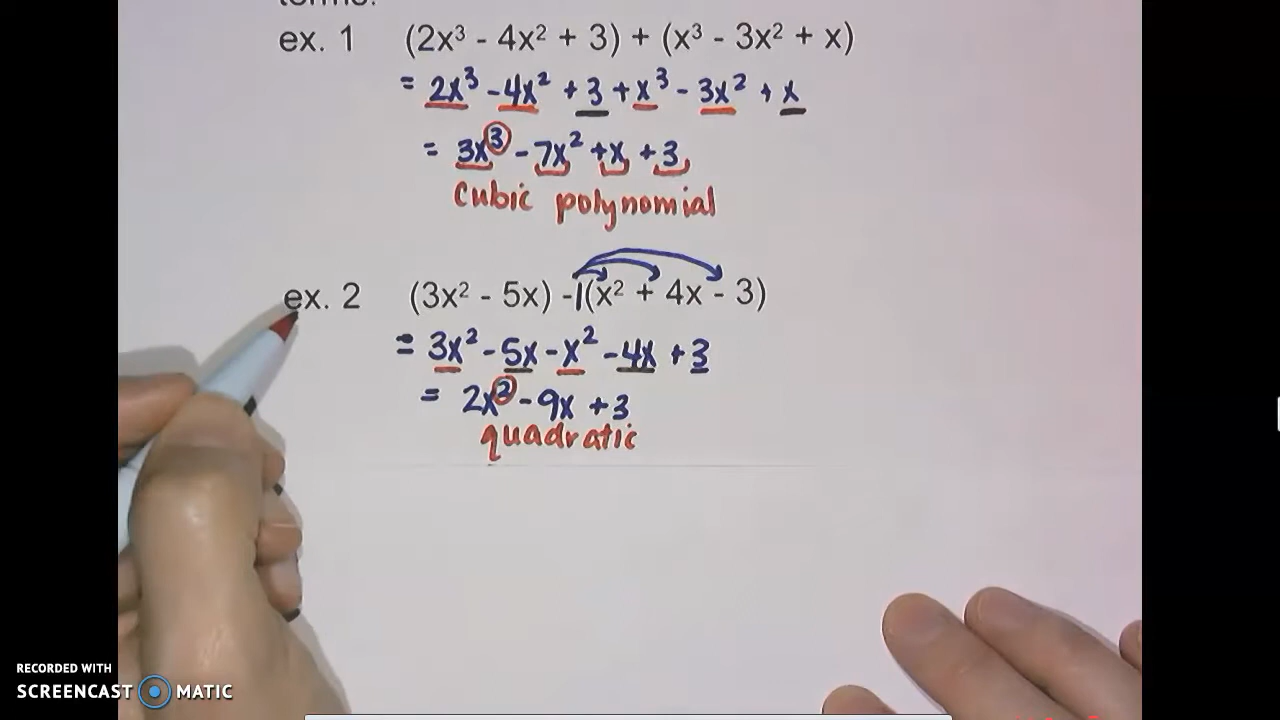 terms.
ex. 1 (2x³ - 4x² + 3) + (x³ - 3x² + x)
= 2x³ - 4x² + 3 + x³ - 3x² + x
= 3x³ - 7x² + x + 3
cubic polynomial
ex. 2 (3x² - 5x) -1(x² + 4x - 3)
= 3x² - 5x - x² - 4x + 3
= 2x² - 9x + 3
quadratic
RECORDED WITH
SCREENCAST MATIC